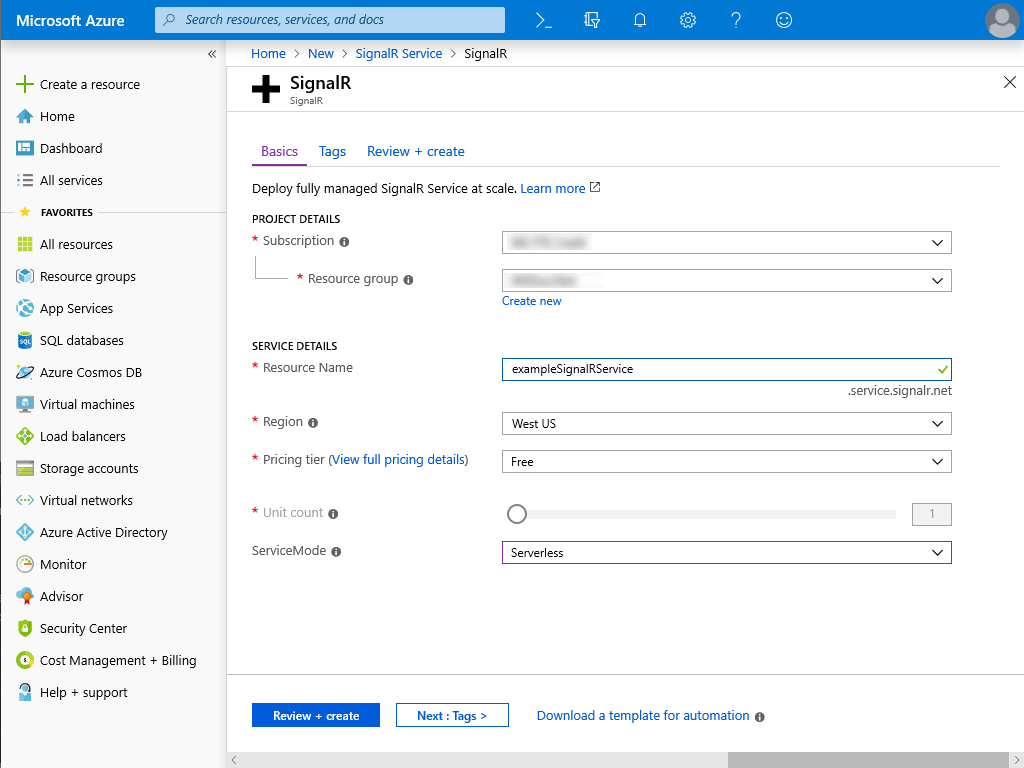 Microsoft Azure
Search resources, services, and docs
Home > New > SignalR Service > SignalR
Create a resource
Home
Dashboard
All services
FAVORITES
All resources
Resource groups
App Services
SQL databases
Azure Cosmos DB
Virtual machines
Load balancers
Storage accounts
Virtual networks
Azure Active Directory
Monitor
Advisor
Security Center
Cost Management + Billing
Help + support
SignalR
SignalR
Basics Tags Review + create
Deploy fully managed SignalR Service at scale. Learn more
PROJECT DETAILS
* Subscription
* Resource group
Create new
SERVICE DETAILS
* Resource Name exampleSignalRService
.service.signalr.net
* Region West US
* Pricing tier (View full pricing details) Free
* Unit count 1
ServiceMode Serverless
Review + create Next : Tags > Download a template for automation